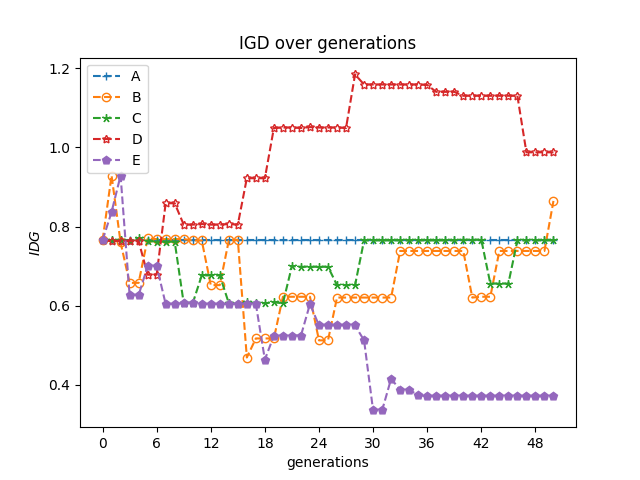 IGD over generations
A
B
C
D
E
1.2
1.0
0.8
0.6
0.4
IDG
0 6 12 18 24 30 36 42 48
generations